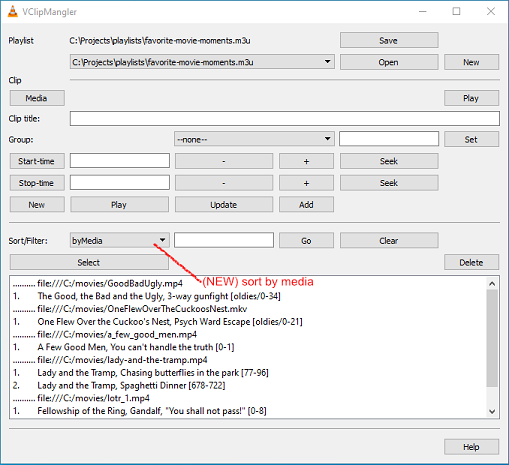 VClipMangler
Playlist C:\Projects\playlists\favorite-movie-moments.m3u Save
C:\Projects\playlists\favorite-movie-moments.m3u Open New
Clip
Media Play
Clip title:
Group: --none-- Set
Start-time - + Seek
Stop-time - + Seek
New Play Update Add
Sort/Filter: byMedia Go Clear
Select Delete
(NEW) sort by media
.......... file:///C:/movies/GoodBadUgly.mp4
1. The Good, the Bad and the Ugly, 3-way gunfight [oldies/0-34]
.......... file:///C:/movies/OneFlewOverTheCuckoosNest.mkv
1. One Flew Over the Cuckoo's Nest, Psych Ward Escape [oldies/0-21]
.......... file:///C:/movies/a_few_good_men.mp4
1. A Few Good Men, You can't handle the truth [0-1]
.......... file:///C:/movies/lady-and-the-tramp.mp4
1. Lady and the Tramp, Chasing butterflies in the park [77-96]
2. Lady and the Tramp, Spaghetti Dinner [678-722]
.......... file:///C:/movies/lotr_1.mp4
1. Fellowship of the Ring, Gandalf, "You shall not pass!" [0-8]
Help